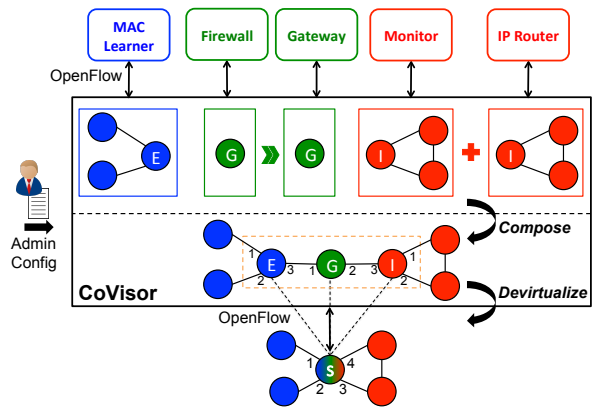 MAC
Learner
Firewall
Gateway
Monitor
IP Router
OpenFlow
E
G
G
I
I
Admin
Config
Compose
1
E
3
1
G
2
3
I
1
2
2
CoVisor
Devirtualize
OpenFlow
1
S
4
2
3